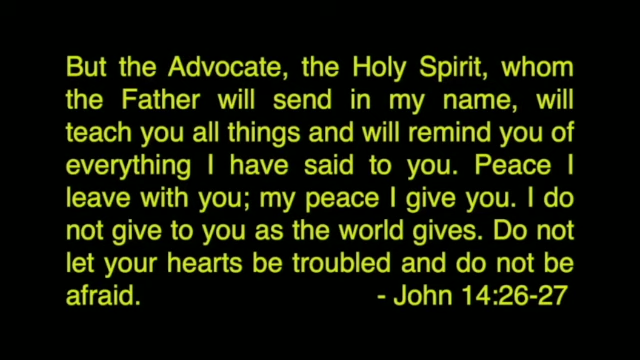 But the Advocate, the Holy Spirit, whom
the Father will send in my name, will
teach you all things and will remind you of
everything I have said to you. Peace I
leave with you; my peace I give you. I do
not give to you as the world gives. Do not
let your hearts be troubled and do not be
afraid. - John 14:26-27